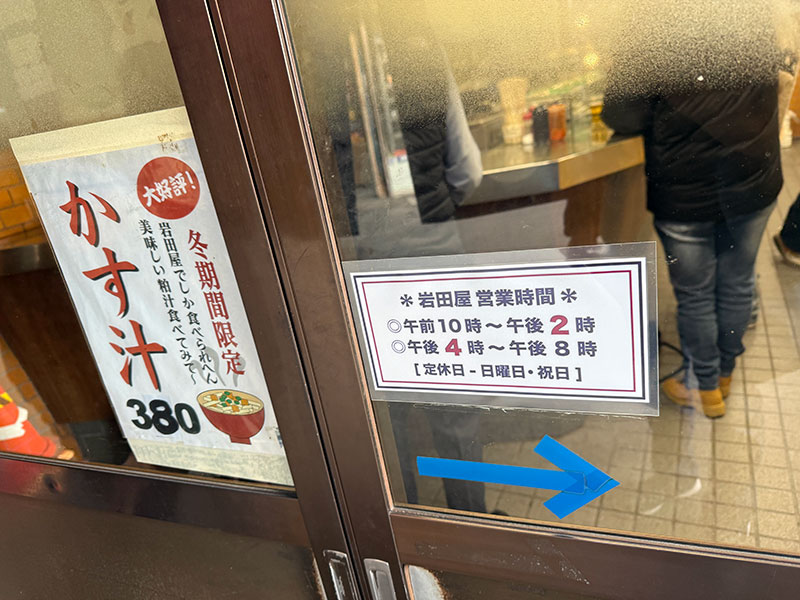 大好評!
かす汁
冬期間限定
岩田屋でしか食べられへん
美味しい粕汁食べてみて~
380
＊岩田屋 営業時間＊
◎午前10時～午後2時
◎午後4時～午後8時
[定休日-日曜日・祝日]